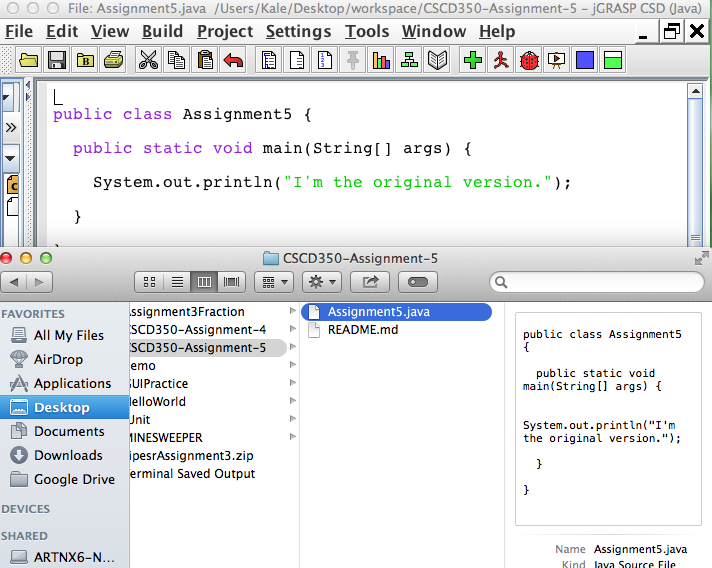 File: Assignment5.java /Users/Kale/Desktop/workspace/CSCD350-Assignment-5 - jGRASP CSD (Java)
File Edit View Build Project Settings Tools Window Help
public class Assignment5 {
public static void main(String[] args) {
System.out.println("I'm the original version.");
}
CSCD350-Assignment-5
FAVORITES
All My Files
AirDrop
Applications
Desktop
Documents
Downloads
Google Drive
DEVICES
SHARED
ARTNX6-N...
ssignment3Fraction
CSCD350-Assignment-4
CSCD350-Assignment-5
emo
UIPractice
elloWorld
Unit
MINESWEEPER
ipesrAssignment3.zip
erminal Saved Output
Assignment5.java
README.md
public class Assignment5
{
public static void
main(String[] args) {
System.out.println("I'm
the original version.");
}
}
Name Assignment5.java
Kind Java Source File